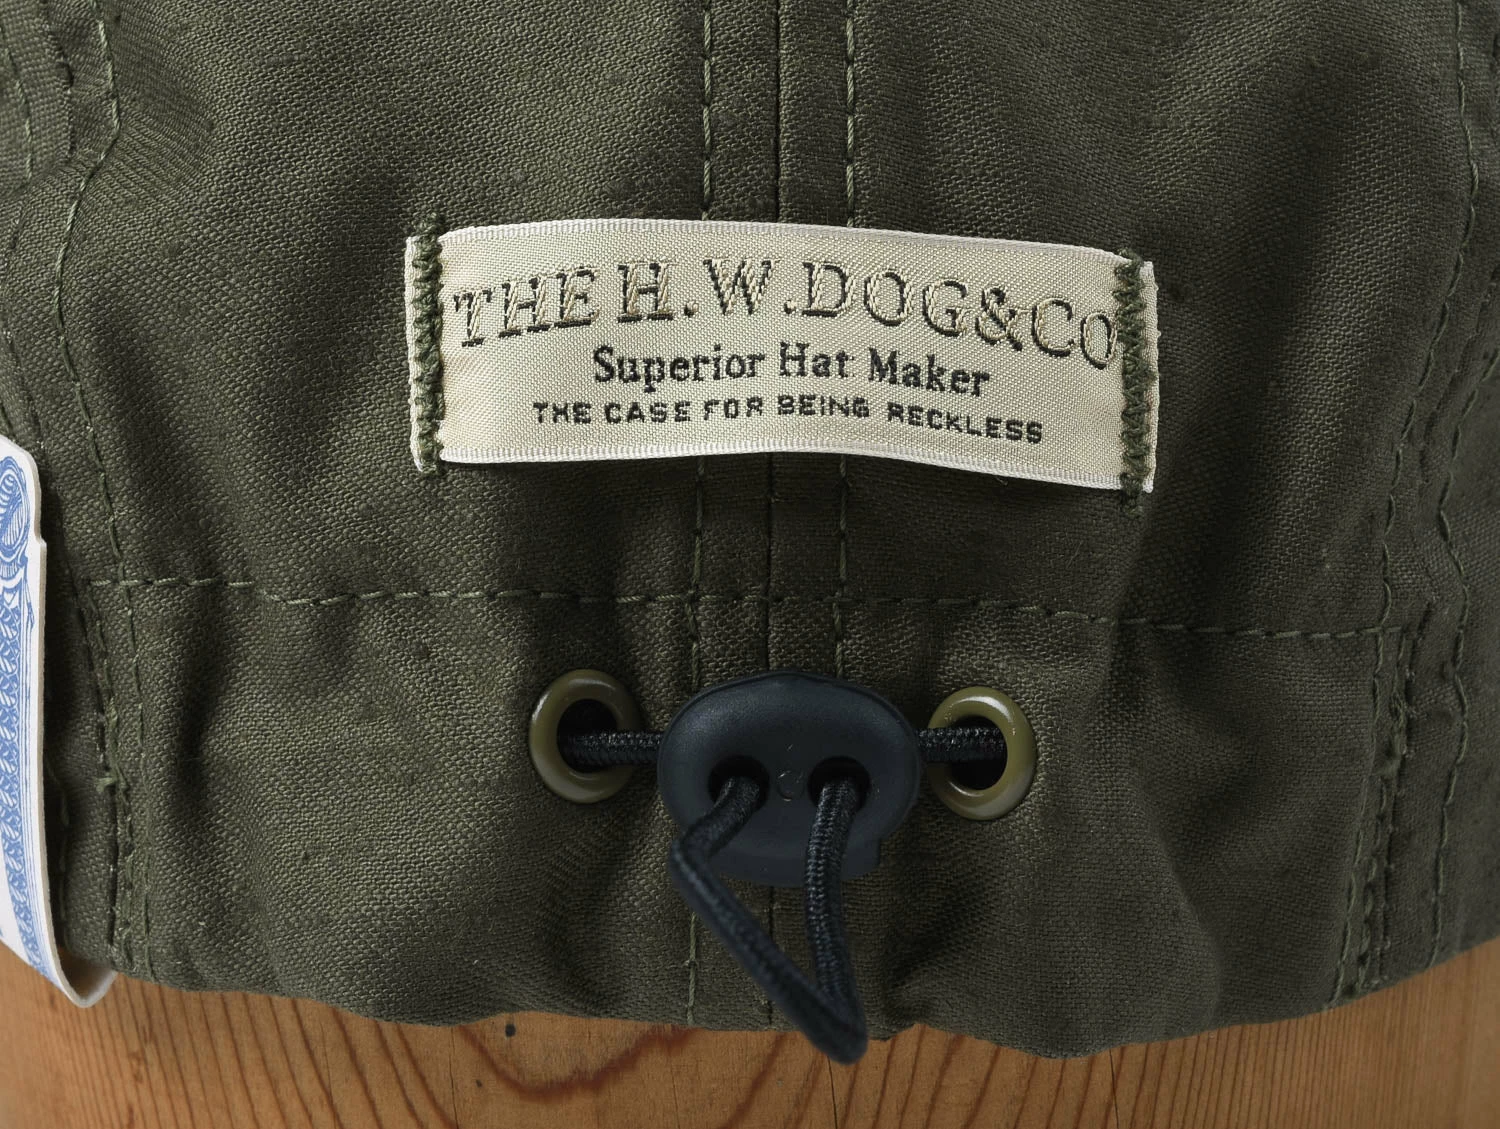 THE H.W.DOG&CO
Superior Hat Maker
THE CASE FOR BEING RECKLESS